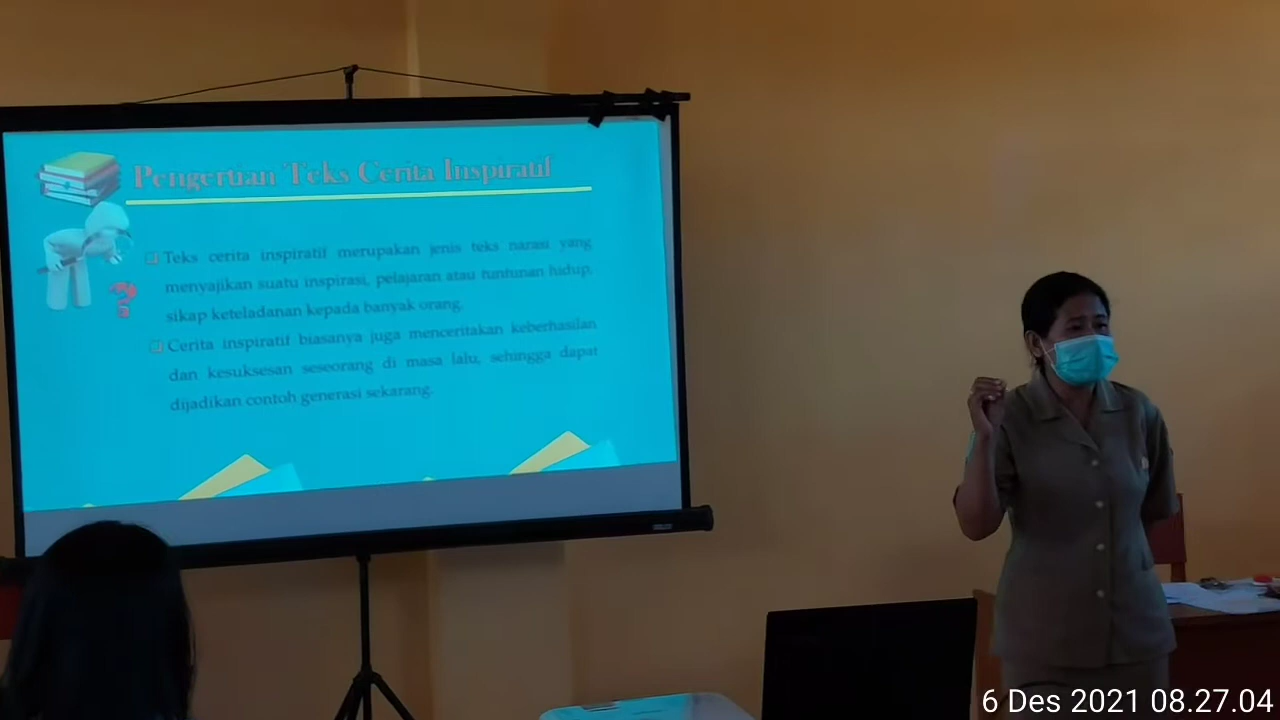 Pengertian Teks Cerita Inspiratif
Teks cerita inspiratif merupakan jenis teks narasi yang
menyajikan suatu inspirasi, pelajaran atau tuntunan hidup,
sikap keteladanan kepada banyak orang.
Cerita inspiratif biasanya juga menceritakan keberhasilan
dan kesuksesan seseorang di masa lalu, sehingga dapat
dijadikan contoh generasi sekarang.
6 Des 2021 08.27.04